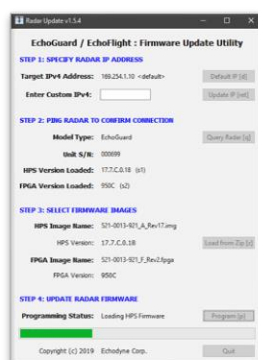 Radar Update v1.5.4
EchoGuard / EchoFlight : Firmware Update Utility
STEP 1: SPECIFY RADAR IP ADDRESS
Target IPv4 Address: 169.254.1.10 <default> Default IP [d]
Enter Custom IPv4: Update IP [ret]
STEP 2: PING RADAR TO CONFIRM CONNECTION
Model Type: EchoGuard Query Radar [q]
Unit S/N: 000699
HPS Version Loaded: 17.7.C.0.18 (s1)
FPGA Version Loaded: 950C (s2)
STEP 3: SELECT FIRMWARE IMAGES
HPS Image Name: 521-0013-921_A_Rev17.img
HPS Version: 17.7.C.0.18 Load from Zip [z]
FPGA Image Name: 521-0013-921_F_Rev2.fpga
FPGA Version: 950C
STEP 4: UPDATE RADAR FIRMWARE
Programming Status: Loading HPS Firmware Program [p]
Copyright (c) 2019 Echodyne Corp. Quit